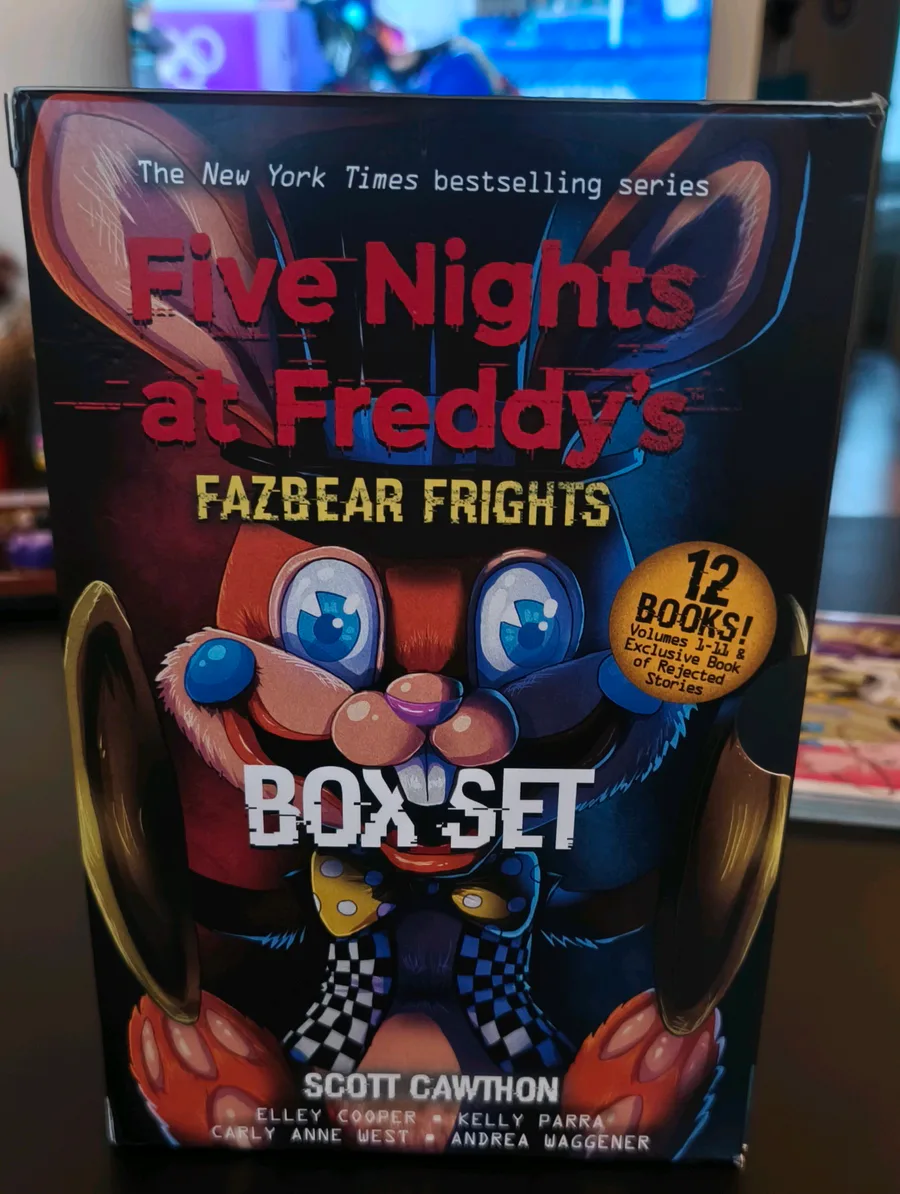 The New York Times bestselling series
Five Nights
at Freddy's™
FAZBEAR FRIGHTS
12
BOOKS!
Volumes 1-11 &
Exclusive Book
of Rejected
Stories
BOX SET
SCOTT CAWTHON
ELLEY COOPER ▪ KELLY PARRA
CARLY ANNE WEST ▪ ANDREA WAGGENER